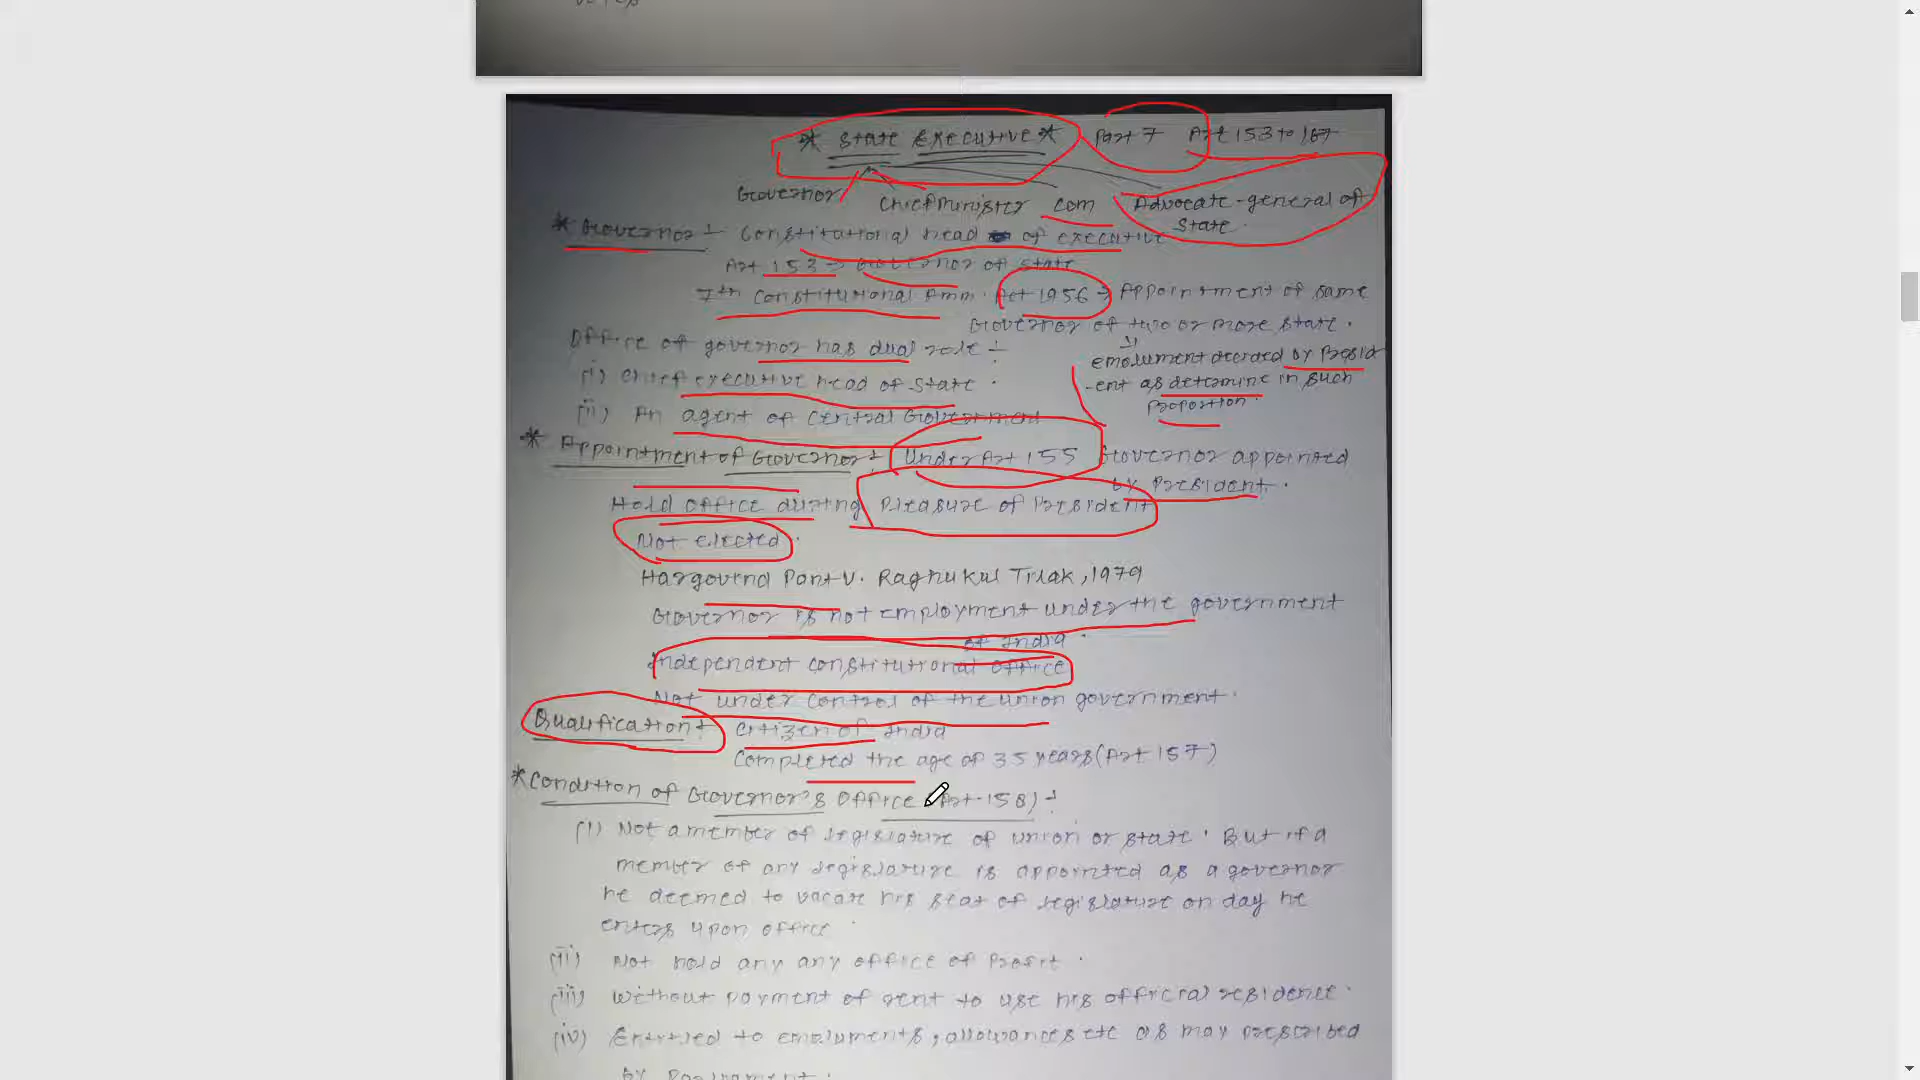 * State Executive * Part 7 Art 153 to 167
Governor Chief Minister com Advocate-general of
State.
* Governor ÷ Constitutional head of executive
Art 153 → Governor of state
7th Constitutional Amm. Act 1956 → Appointment of same
Governor of two or more state.
Office of governor has dual role ÷
emolument decided by Presid
(i) Chief executive head of state.
-ent as determine in such
(ii) An agent of Central Government
Proportion
* Appointment of Governor ÷ Under Art 155 Governor appointed
by President.
Hold office during Pleasure of President
Not elected.
Hargovind Pant v. Raghukul Tilak, 1979
Governor is not employment under the government
of India.
Independent constitutional office
Not under control of the union government.
Qualification ÷ citizen of India
Completed the age of 35 years (Art 157)
* Condition of Governor's Office (Art-158) ÷
(i) Not a member of legislature of union or state. But if a
member of any legislature is appointed as a governor
he deemed to vacate his seat of legislature on day he
enters upon office.
(ii) Not hold any any office of Profit.
(iii) Without payment of rent to use his official residence.
(iv) Entitled to emoluments, allowances etc as may prescribed
by Parliament.